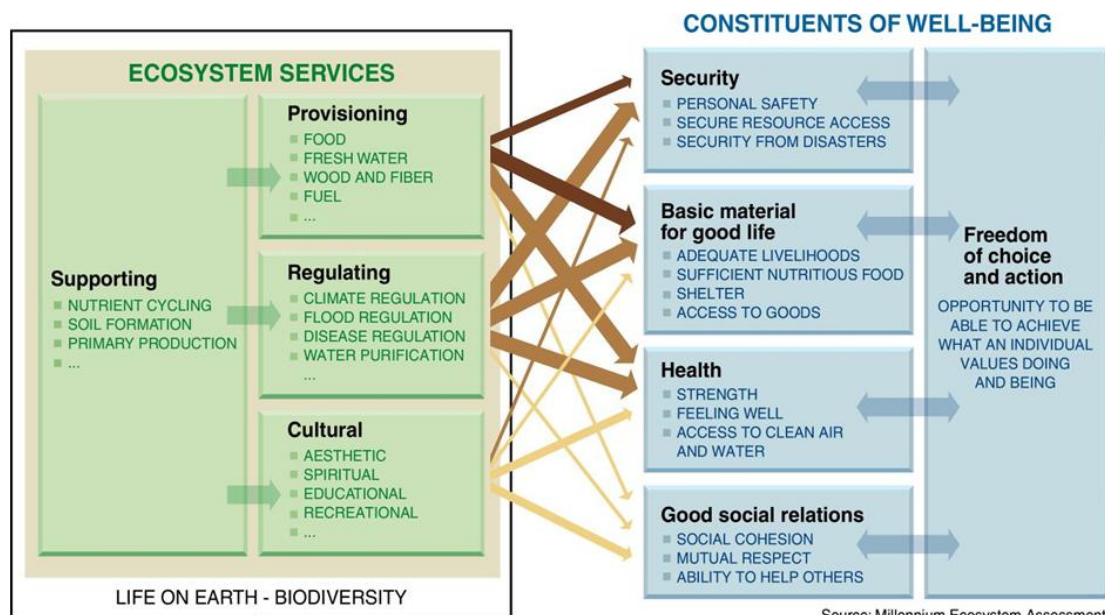 CONSTITUENTS OF WELL-BEING
ECOSYSTEM SERVICES
Supporting
NUTRIENT CYCLING
SOIL FORMATION
PRIMARY PRODUCTION
...
Provisioning
FOOD
FRESH WATER
WOOD AND FIBER
FUEL
...
Regulating
CLIMATE REGULATION
FLOOD REGULATION
DISEASE REGULATION
WATER PURIFICATION
...
Cultural
AESTHETIC
SPIRITUAL
EDUCATIONAL
RECREATIONAL
...
LIFE ON EARTH - BIODIVERSITY
Security
PERSONAL SAFETY
SECURE RESOURCE ACCESS
SECURITY FROM DISASTERS
Basic material
for good life
ADEQUATE LIVELIHOODS
SUFFICIENT NUTRITIOUS FOOD
SHELTER
ACCESS TO GOODS
Health
STRENGTH
FEELING WELL
ACCESS TO CLEAN AIR
AND WATER
Good social relations
SOCIAL COHESION
MUTUAL RESPECT
ABILITY TO HELP OTHERS
Freedom
of choice
and action
OPPORTUNITY TO BE
ABLE TO ACHIEVE
WHAT AN INDIVIDUAL
VALUES DOING
AND BEING
Source: Millennium Ecosystem Assessment